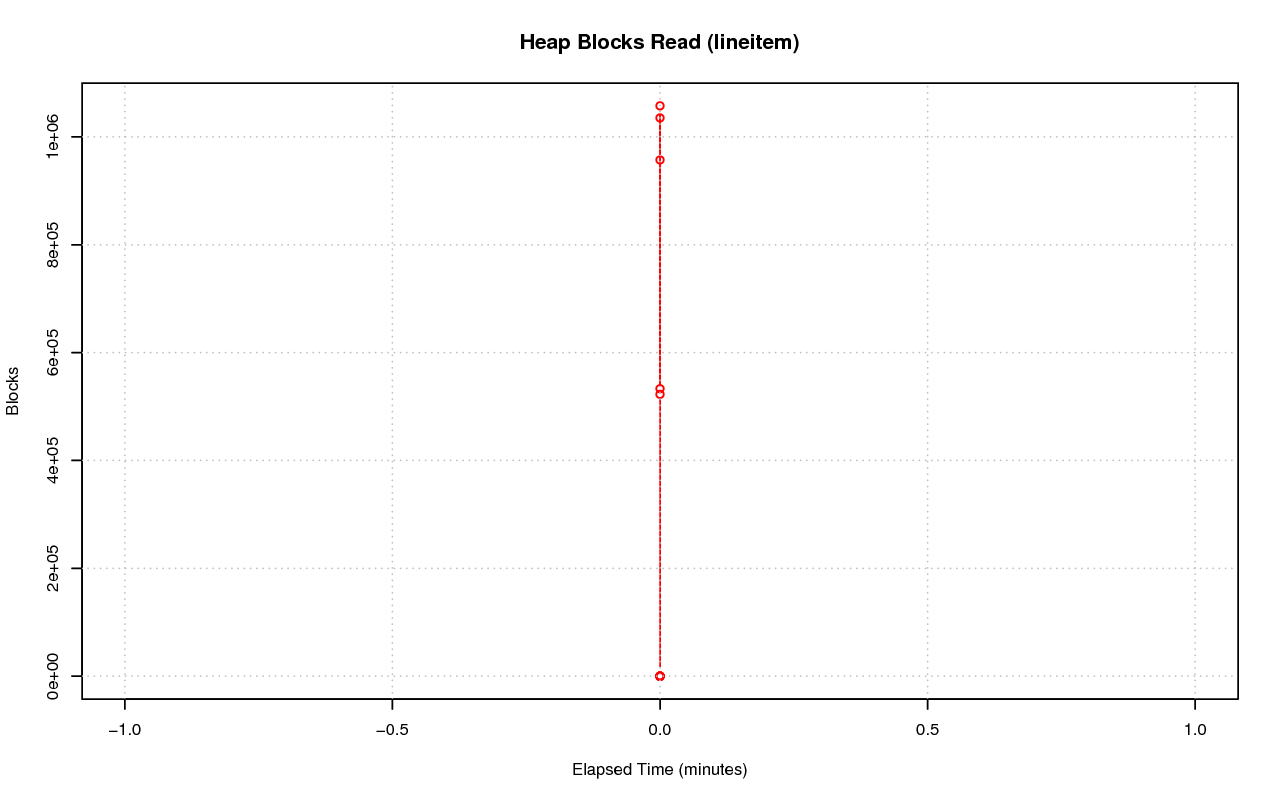 Heap Blocks Read (lineitem)
1e+06
8e+05
6e+05
4e+05
2e+05
0e+00
Blocks
−1.0
−0.5
0.0
0.5
1.0
Elapsed Time (minutes)